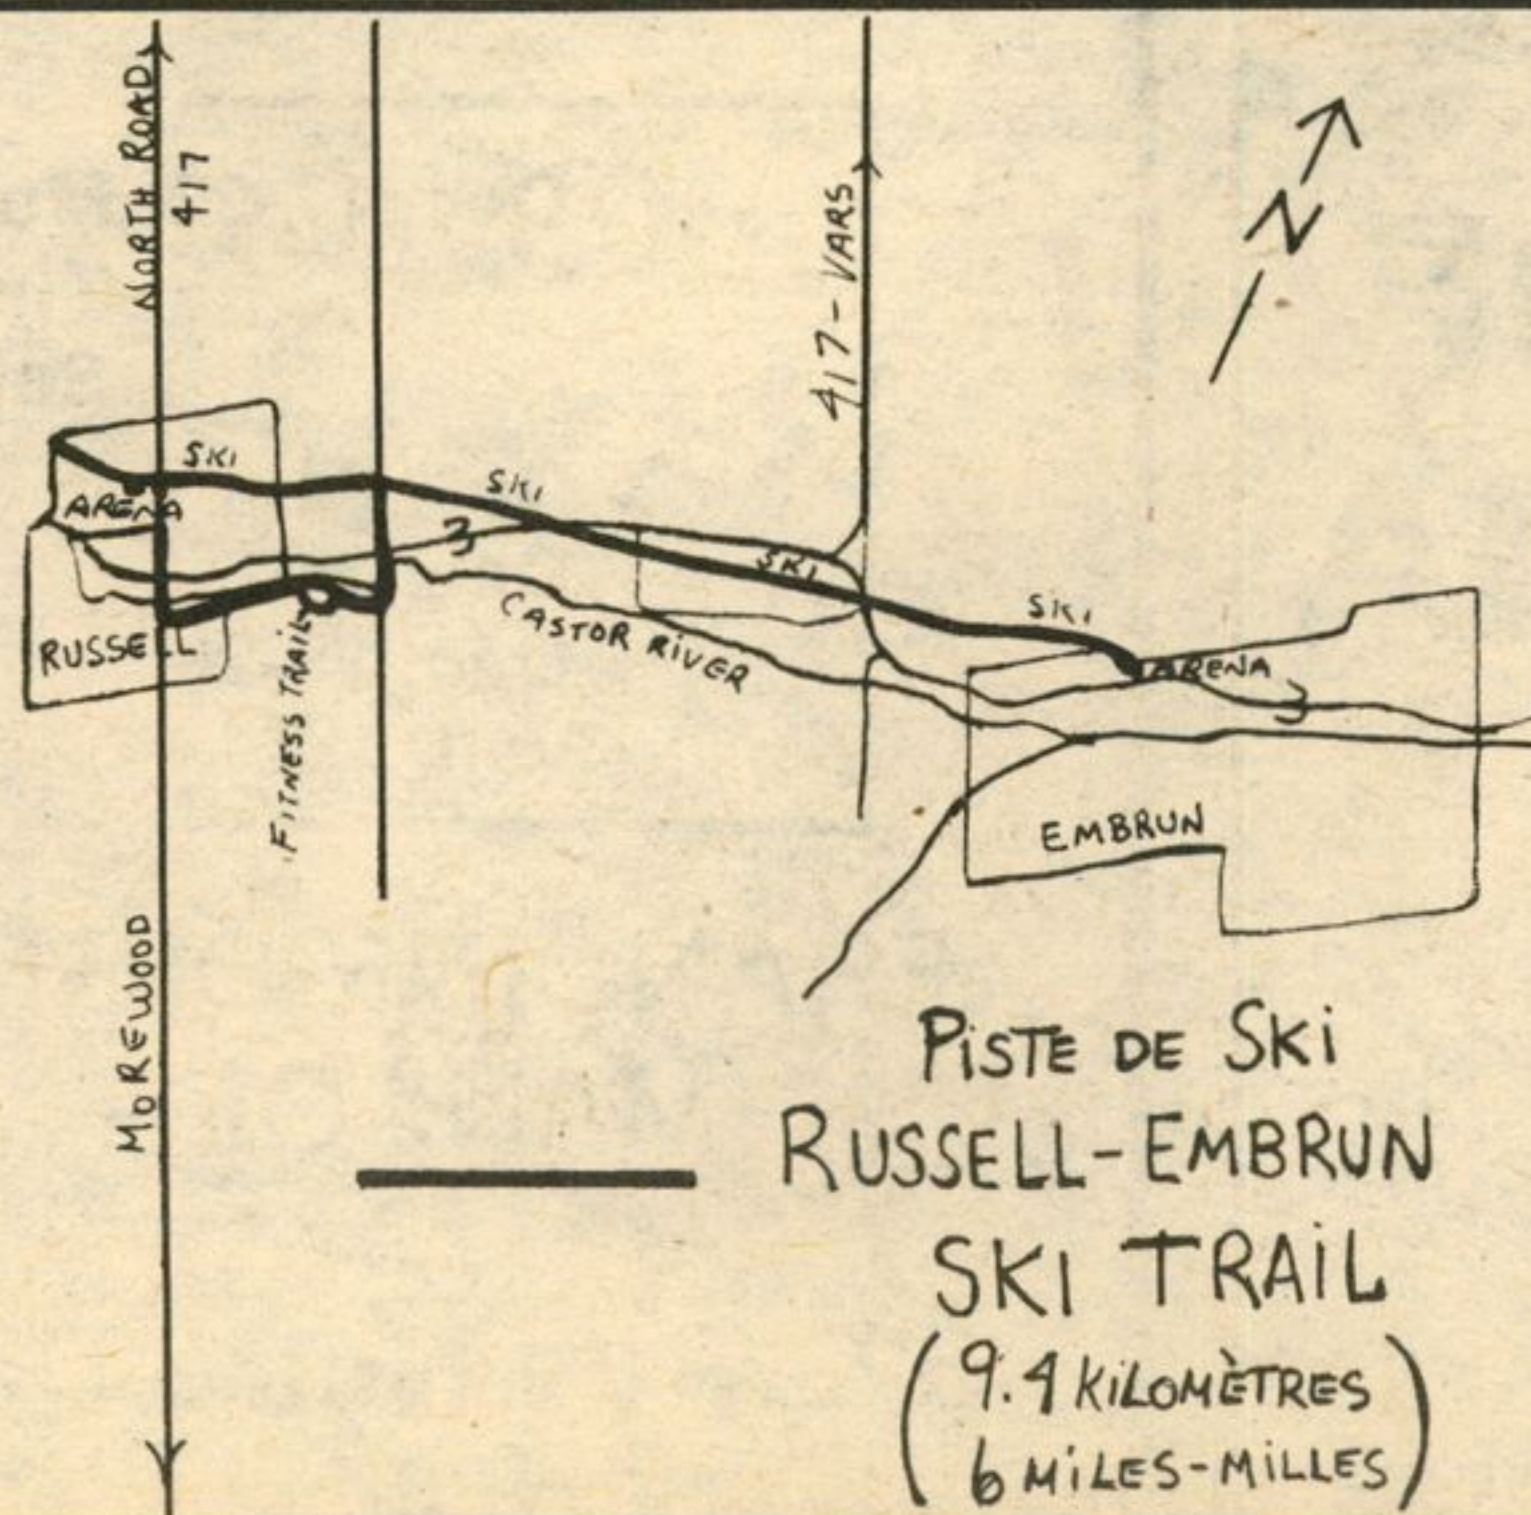 NORTH ROAD
417
417-VARS
N
SKI
SKI
ARENA
3
SKI
SKI
CASTOR RIVER
RUSSELL
FITNESS TRAIL
ARENA
3
EMBRUN
MOREWOOD
PISTE DE SKI
RUSSELL-EMBRUN
SKI TRAIL
(9.4 KILOMÈTRES
6 MILES-MILLES)